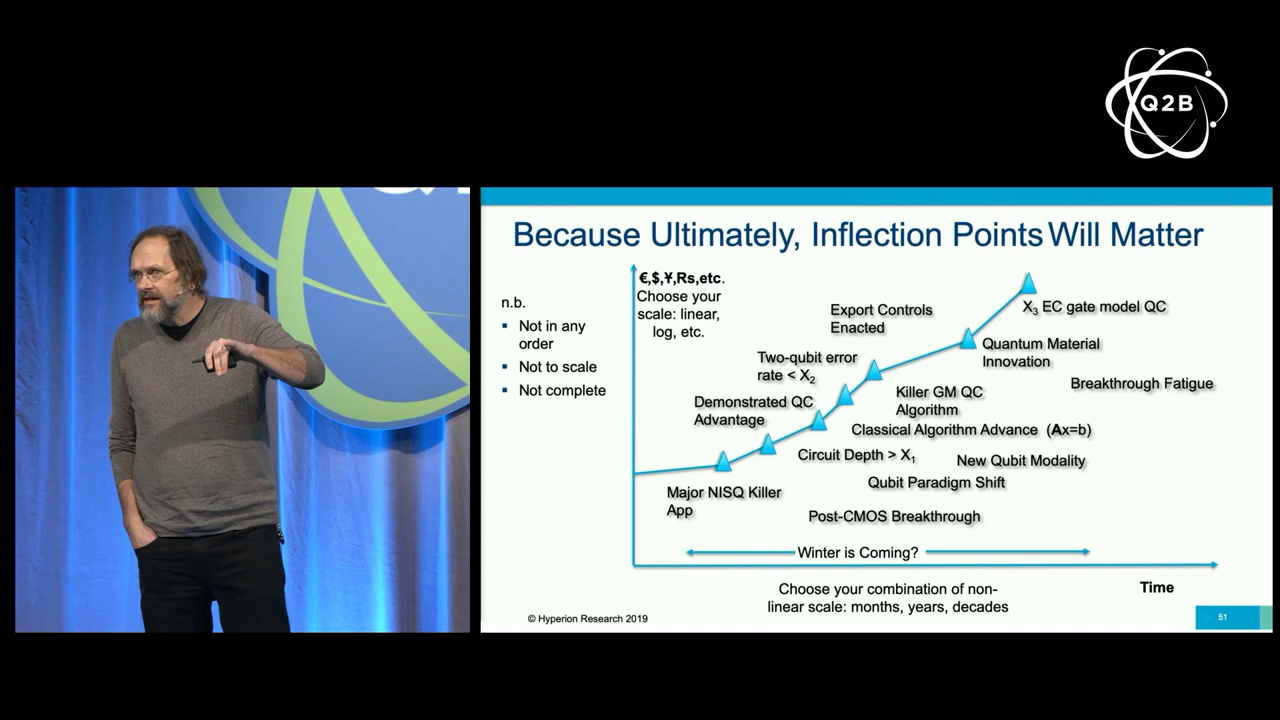 Q2B
Because Ultimately, Inflection Points Will Matter
n.b.
▪ Not in any
order
▪ Not to scale
▪ Not complete
€,$,¥,Rs,etc.
Choose your
scale: linear,
log, etc.
Export Controls
Enacted
X₃ EC gate model QC
Quantum Material
Innovation
Two-qubit error
rate < X₂
Breakthrough Fatigue
Killer GM QC
Algorithm
Demonstrated QC
Advantage
Classical Algorithm Advance (Ax=b)
Circuit Depth > X₁
New Qubit Modality
Qubit Paradigm Shift
Major NISQ Killer
App
Post-CMOS Breakthrough
Winter is Coming?
Choose your combination of non-
linear scale: months, years, decades
Time
© Hyperion Research 2019
51